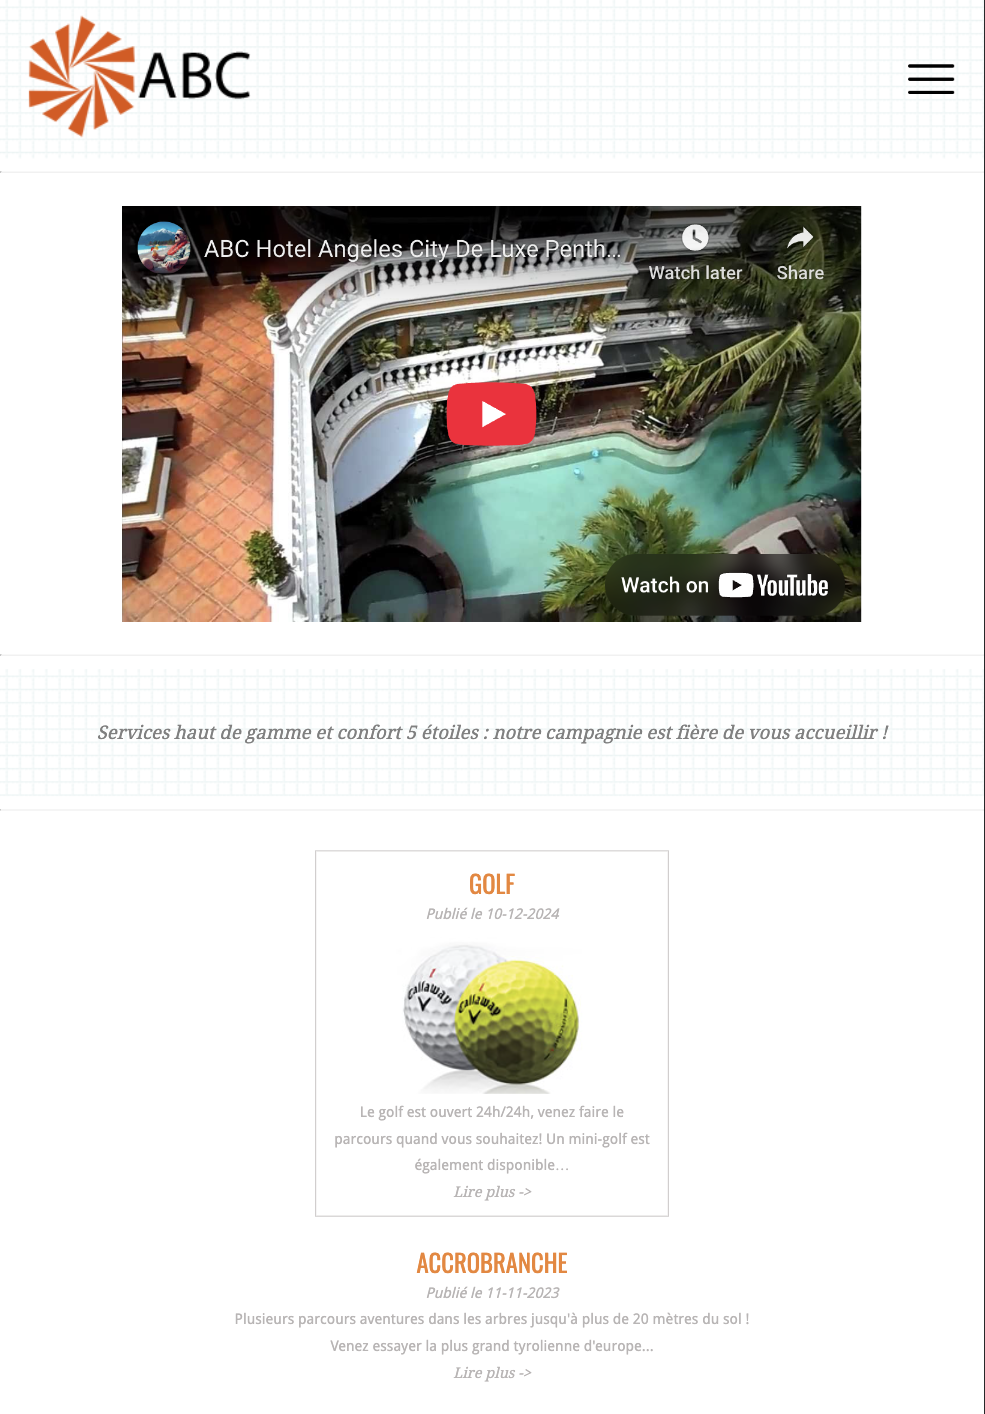 ABC
ABC Hotel Angeles City De Luxe Penth...
Watch later
Share
Watch on YouTube
Services haut de gamme et confort 5 étoiles : notre campagnie est fière de vous accueillir !
GOLF
Publié le 10-12-2024
Callaway
Callaway
Le golf est ouvert 24h/24h, venez faire le
parcours quand vous souhaitez! Un mini-golf est
également disponible…
Lire plus ->
ACCROBRANCHE
Publié le 11-11-2023
Plusieurs parcours aventures dans les arbres jusqu'à plus de 20 mètres du sol !
Venez essayer la plus grand tyrolienne d'europe...
Lire plus ->